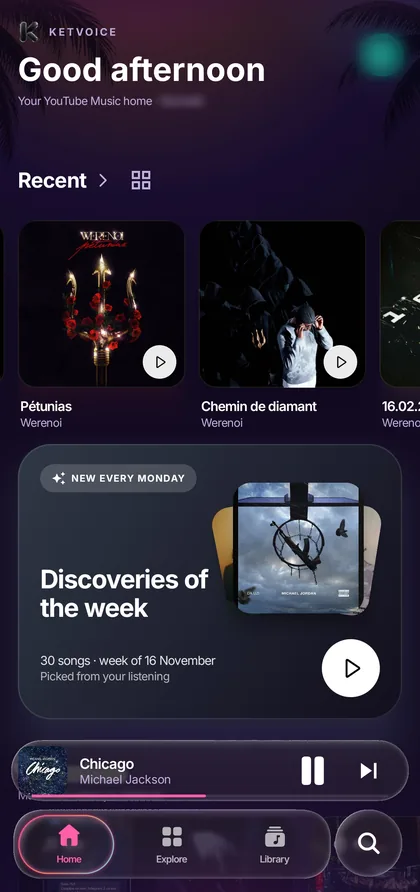 KETVOICE
Good afternoon
Your YouTube Music home
Recent
WERENOI
pétunias
Pétunias
Werenoi
Chemin de diamant
Werenoi
16.02.2
Werenoi
NEW EVERY MONDAY
Discoveries of
the week
MICHAEL JORDAN
30 songs · week of 16 November
Picked from your listening
Chicago
Chicago
Michael Jackson
Home
Explore
Library